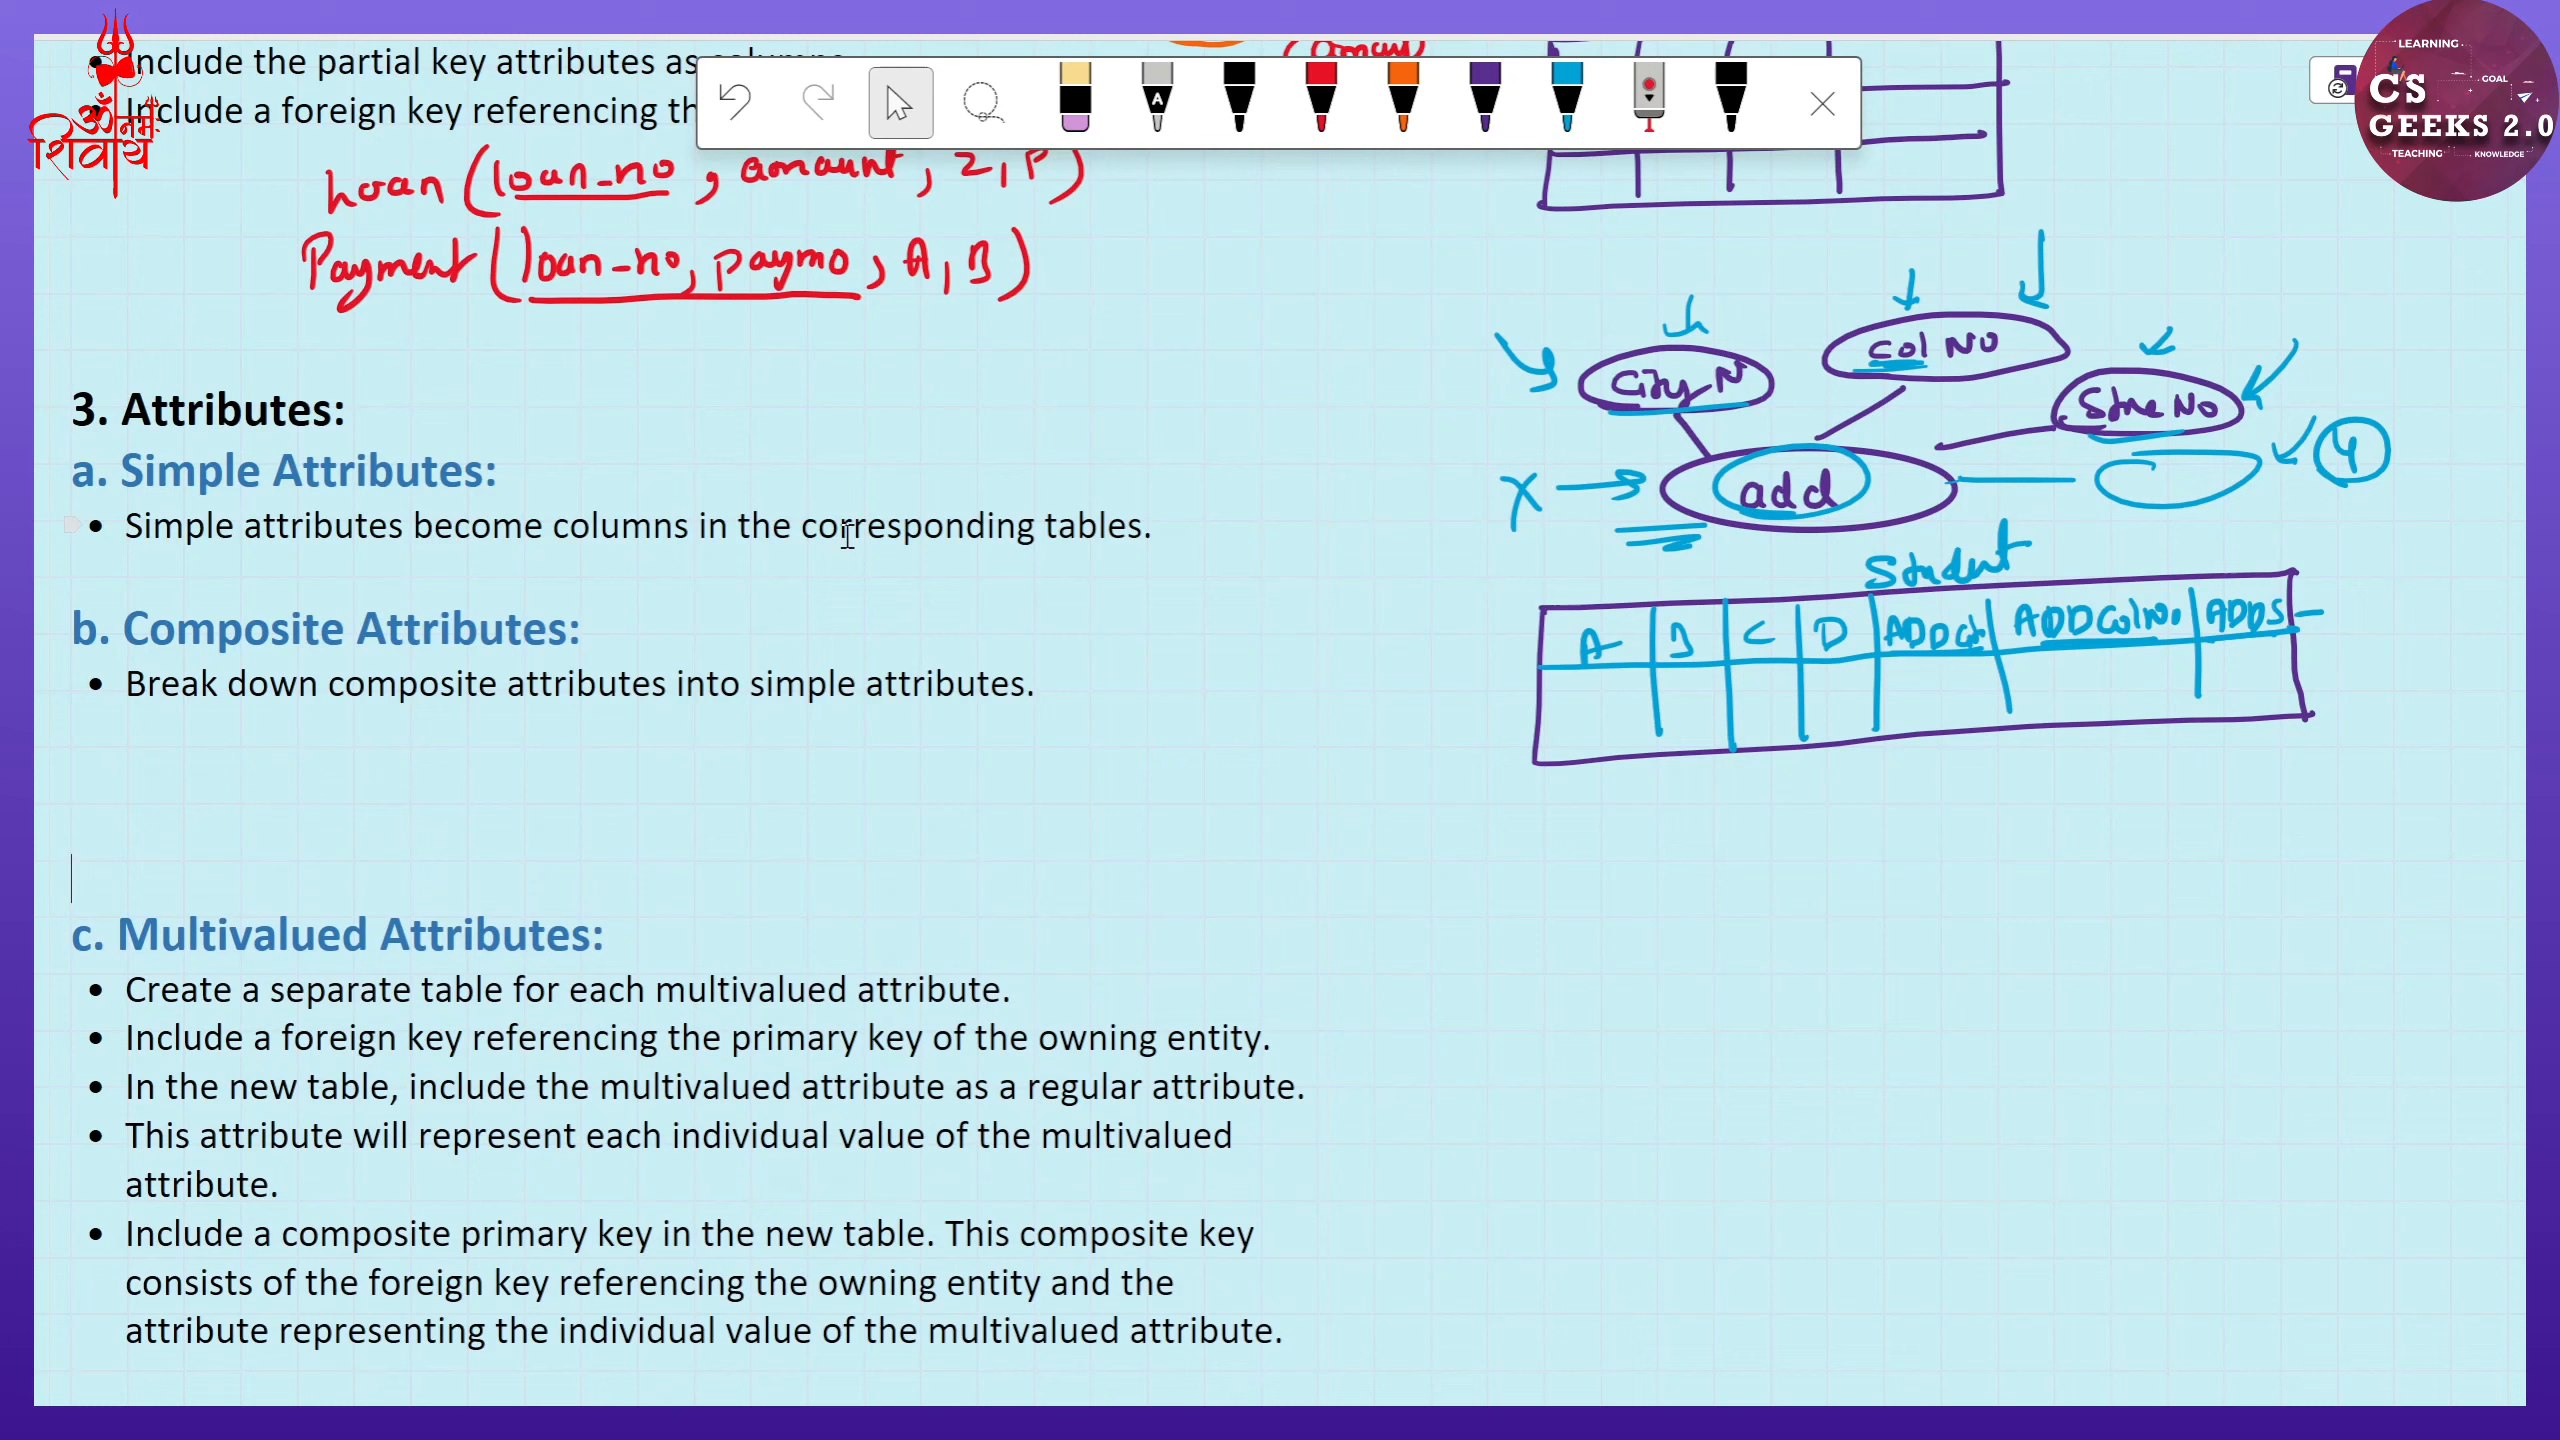 Include the partial key attributes as columns
Include a foreign key referencing th
Loan (loan_no, amount, Z, P)
Payment (loan_no, paymo, A, B)
3. Attributes:
a. Simple Attributes:
• Simple attributes become columns in the corresponding tables.
b. Composite Attributes:
• Break down composite attributes into simple attributes.
c. Multivalued Attributes:
• Create a separate table for each multivalued attribute.
• Include a foreign key referencing the primary key of the owning entity.
• In the new table, include the multivalued attribute as a regular attribute.
• This attribute will represent each individual value of the multivalued
attribute.
• Include a composite primary key in the new table. This composite key
consists of the foreign key referencing the owning entity and the
attribute representing the individual value of the multivalued attribute.
City N
Col No
Stre No
X
add
4
Student
A B C D ADDcit ADDColNo ADDS
ॐ नमः
शिवाय
LEARNING
GOAL
CS
GEEKS 2.0
TEACHING
KNOWLEDGE
A